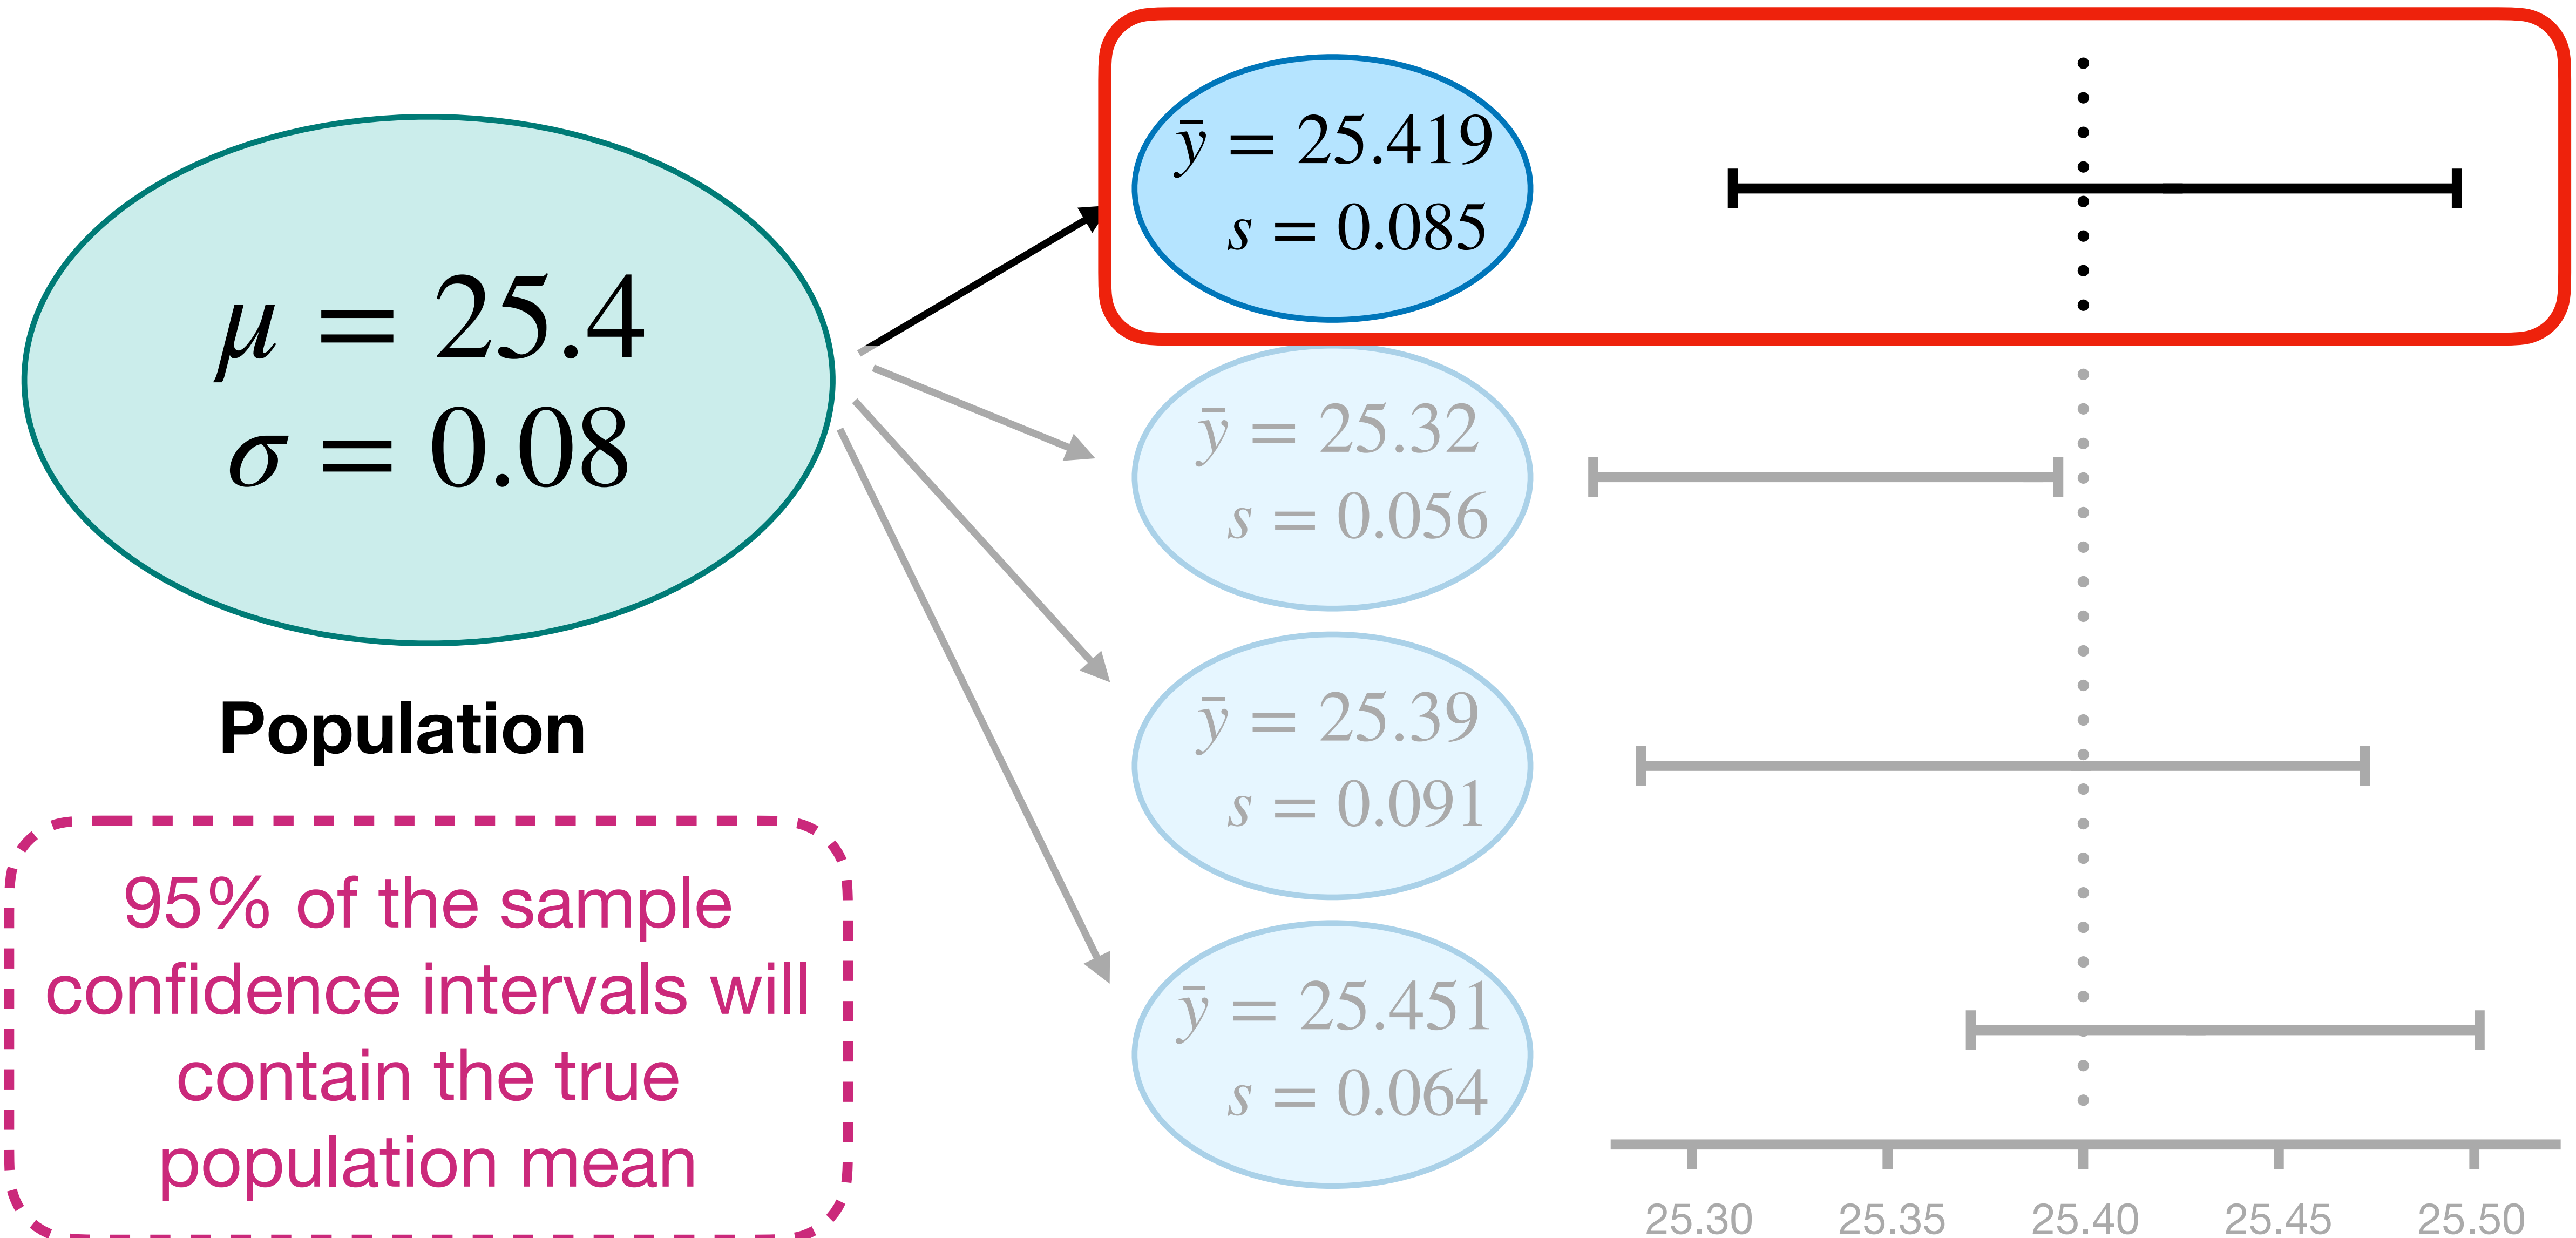 μ = 25.4
σ = 0.08
Population
95% of the sample
confidence intervals will
contain the true
population mean
ȳ = 25.419
s = 0.085
ȳ = 25.32
s = 0.056
ȳ = 25.39
s = 0.091
ȳ = 25.451
s = 0.064
25.30 25.35 25.40 25.45 25.50